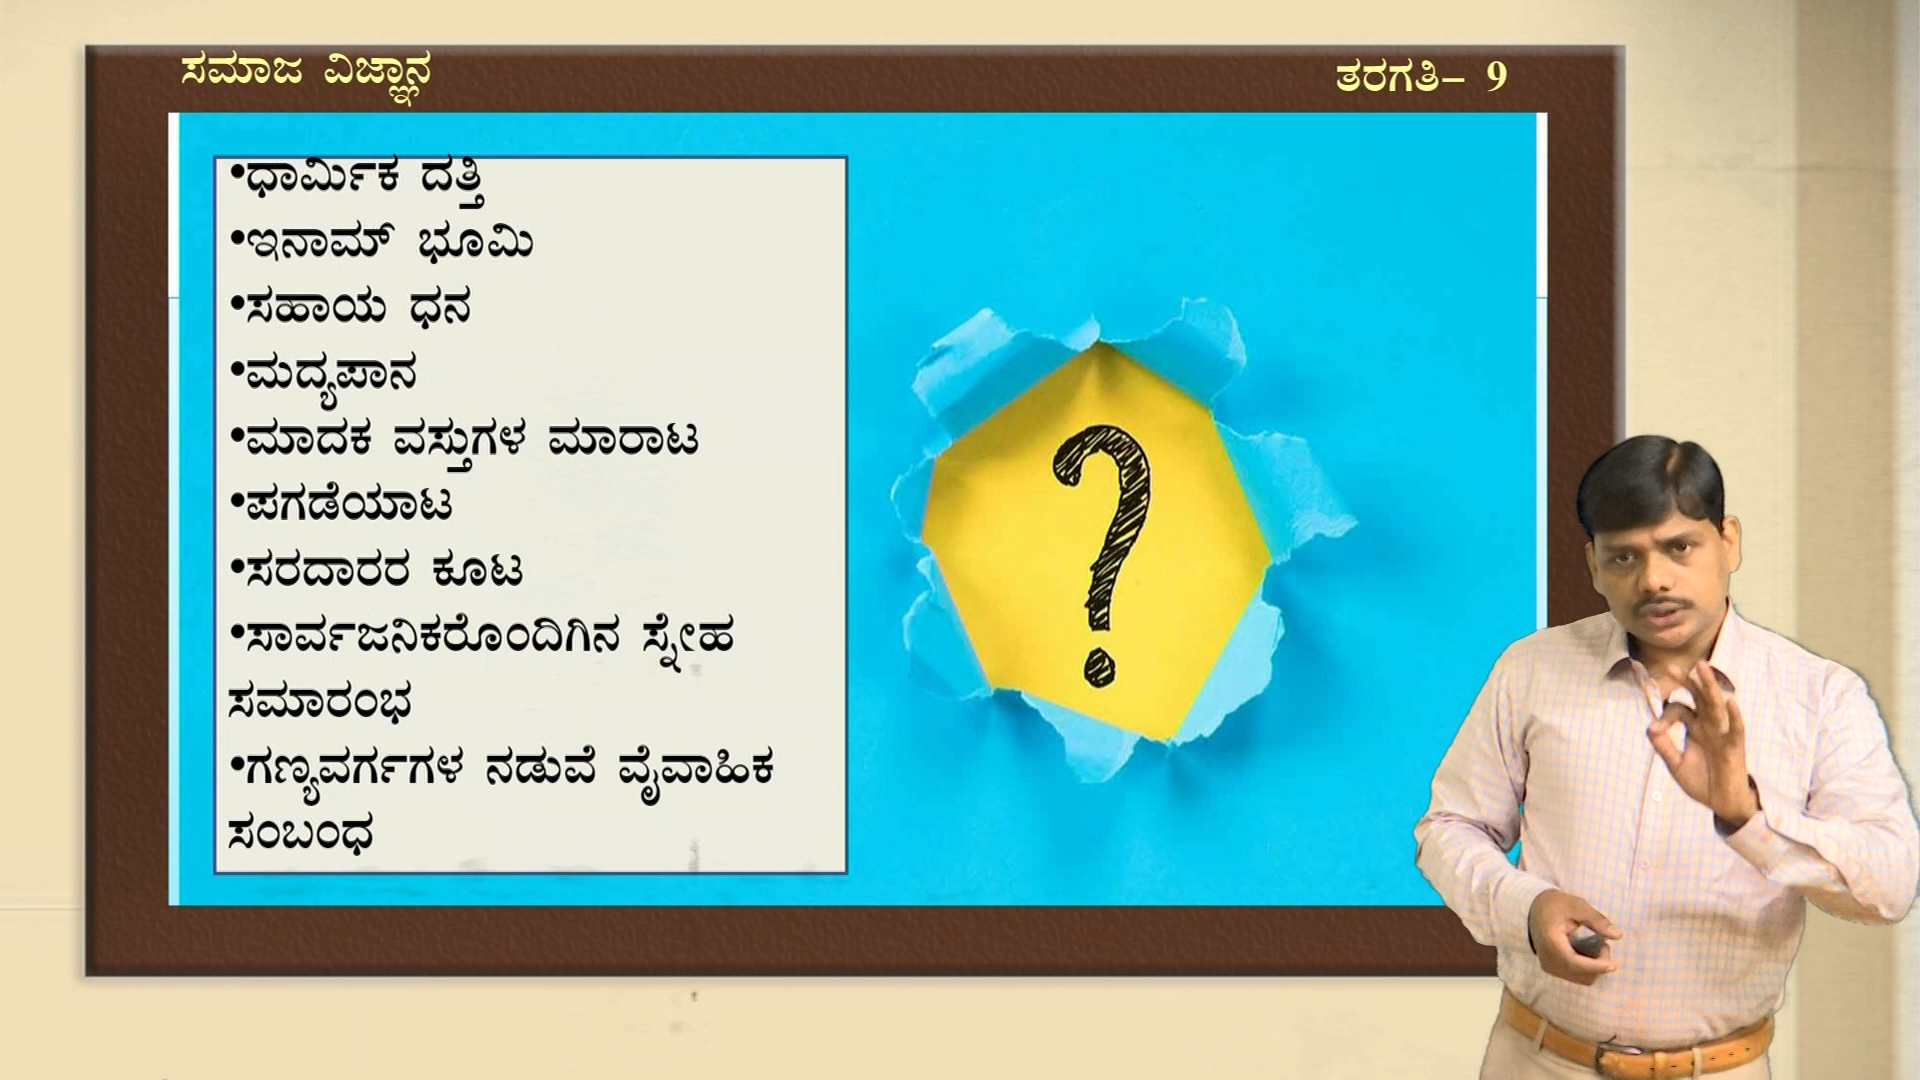 ಸಮಾಜ ವಿಜ್ಞಾನ
ತರಗತಿ– 9
•ಧಾರ್ಮಿಕ ದತ್ತಿ
•ಇನಾಮ್ ಭೂಮಿ
•ಸಹಾಯ ಧನ
•ಮದ್ಯಪಾನ
•ಮಾದಕ ವಸ್ತುಗಳ ಮಾರಾಟ
•ಪಗಡೆಯಾಟ
•ಸರದಾರರ ಕೂಟ
•ಸಾರ್ವಜನಿಕರೊಂದಿಗಿನ ಸ್ನೇಹ
ಸಮಾರಂಭ
•ಗಣ್ಯವರ್ಗಗಳ ನಡುವೆ ವೈವಾಹಿಕ
ಸಂಬಂಧ
?